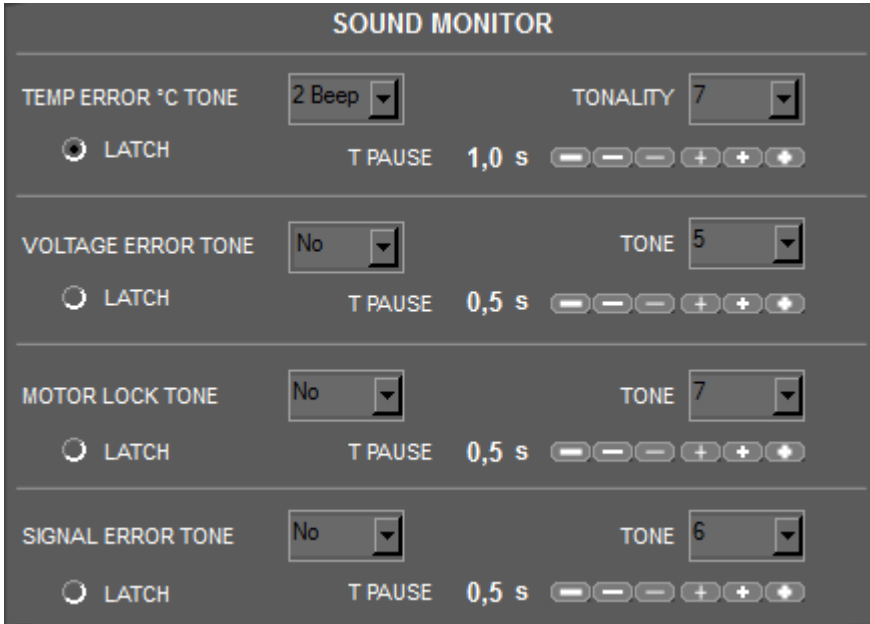 SOUND MONITOR
TEMP ERROR °C TONE 2 Beep TONALITY 7
LATCH T PAUSE 1,0 s
VOLTAGE ERROR TONE No TONE 5
LATCH T PAUSE 0,5 s
MOTOR LOCK TONE No TONE 7
LATCH T PAUSE 0,5 s
SIGNAL ERROR TONE No TONE 6
LATCH T PAUSE 0,5 s